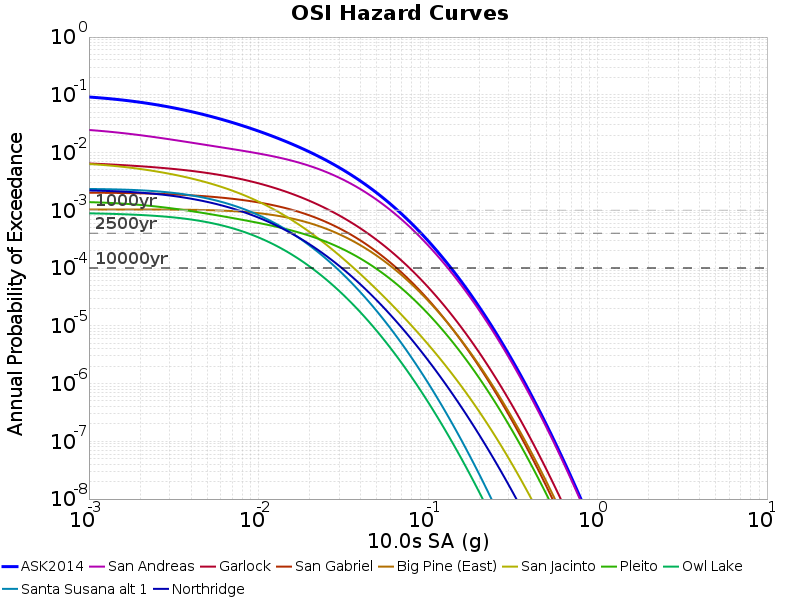 OSI Hazard Curves
Annual Probability of Exceedance
10^0
10^-1
10^-2
10^-3
10^-4
10^-5
10^-6
10^-7
10^-8
1000yr
2500yr
10000yr
10^-3 10^-2 10^-1 10^0 10^1
10.0s SA (g)
ASK2014 San Andreas Garlock San Gabriel Big Pine (East) San Jacinto Pleito Owl Lake
Santa Susana alt 1 Northridge